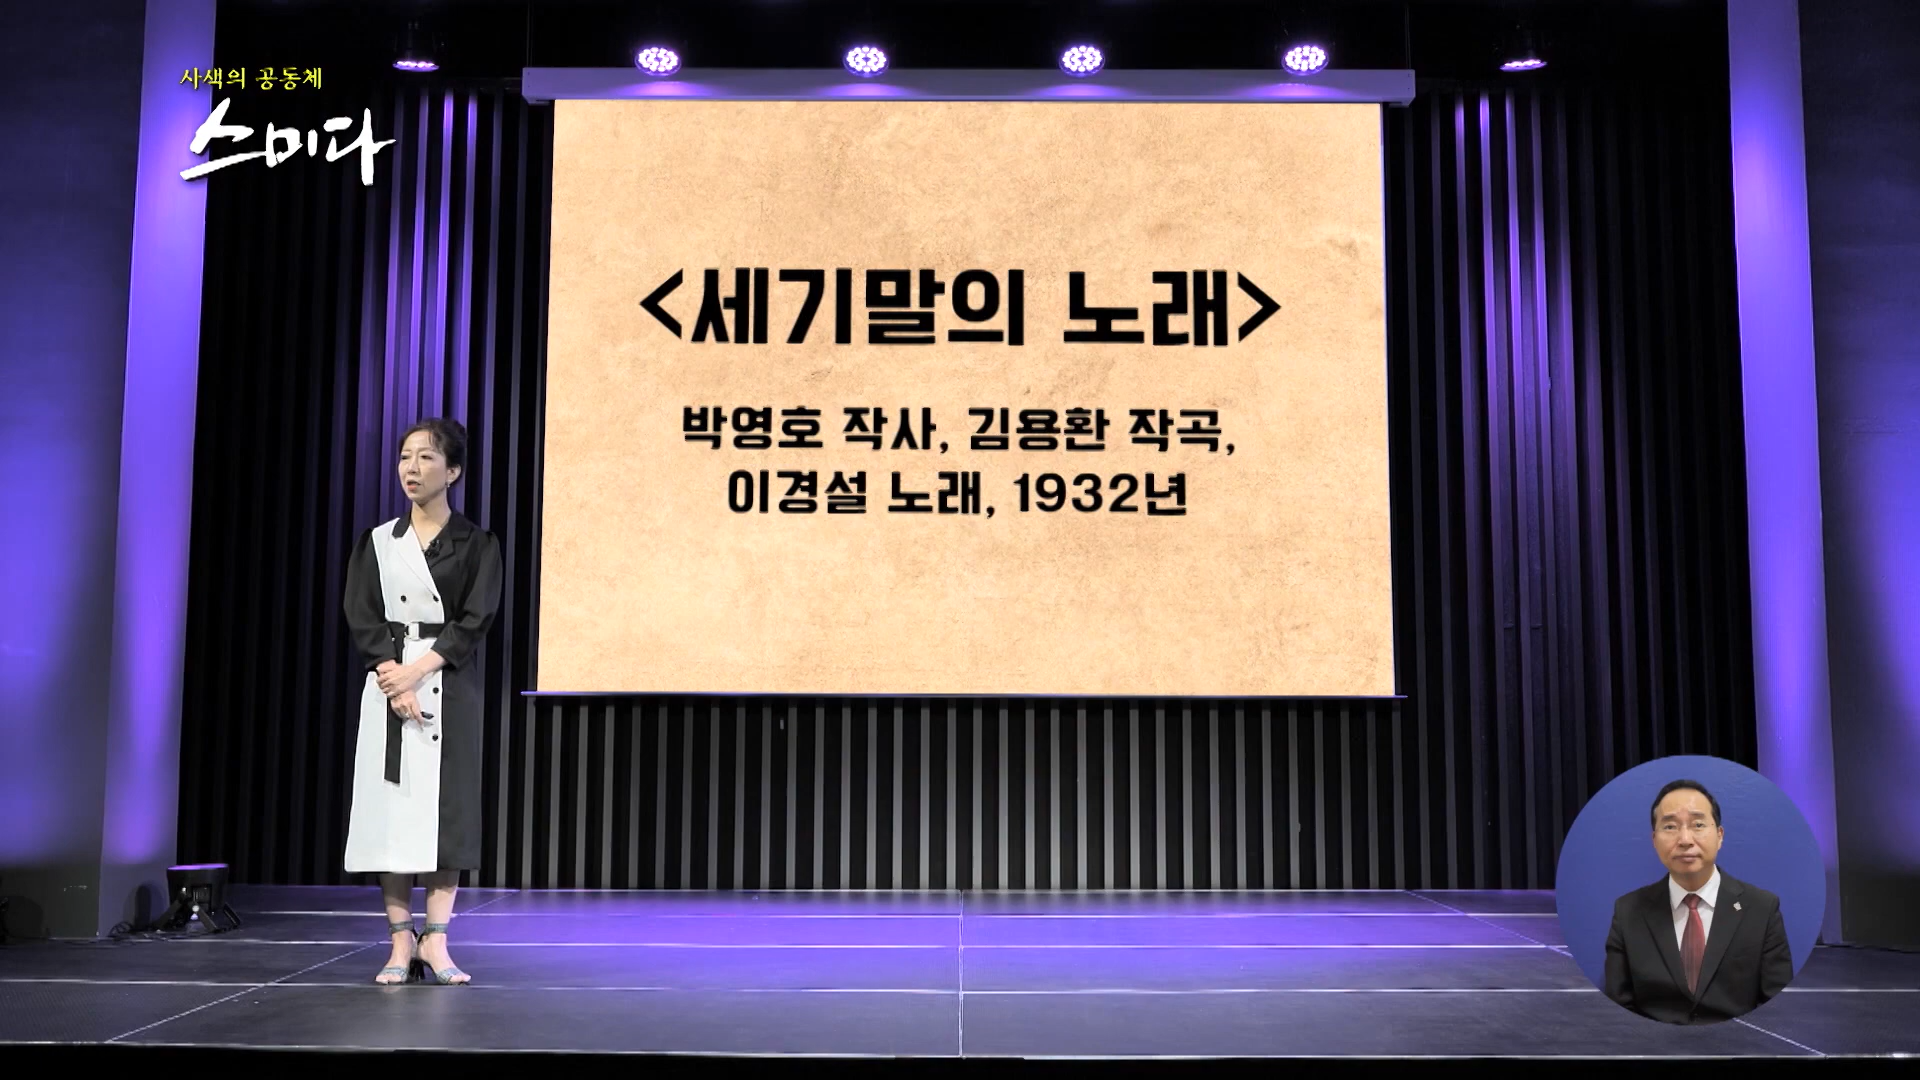 사색의 공동체
스미다
<세기말의 노래>
박영호 작사, 김용환 작곡,
이경설 노래, 1932년